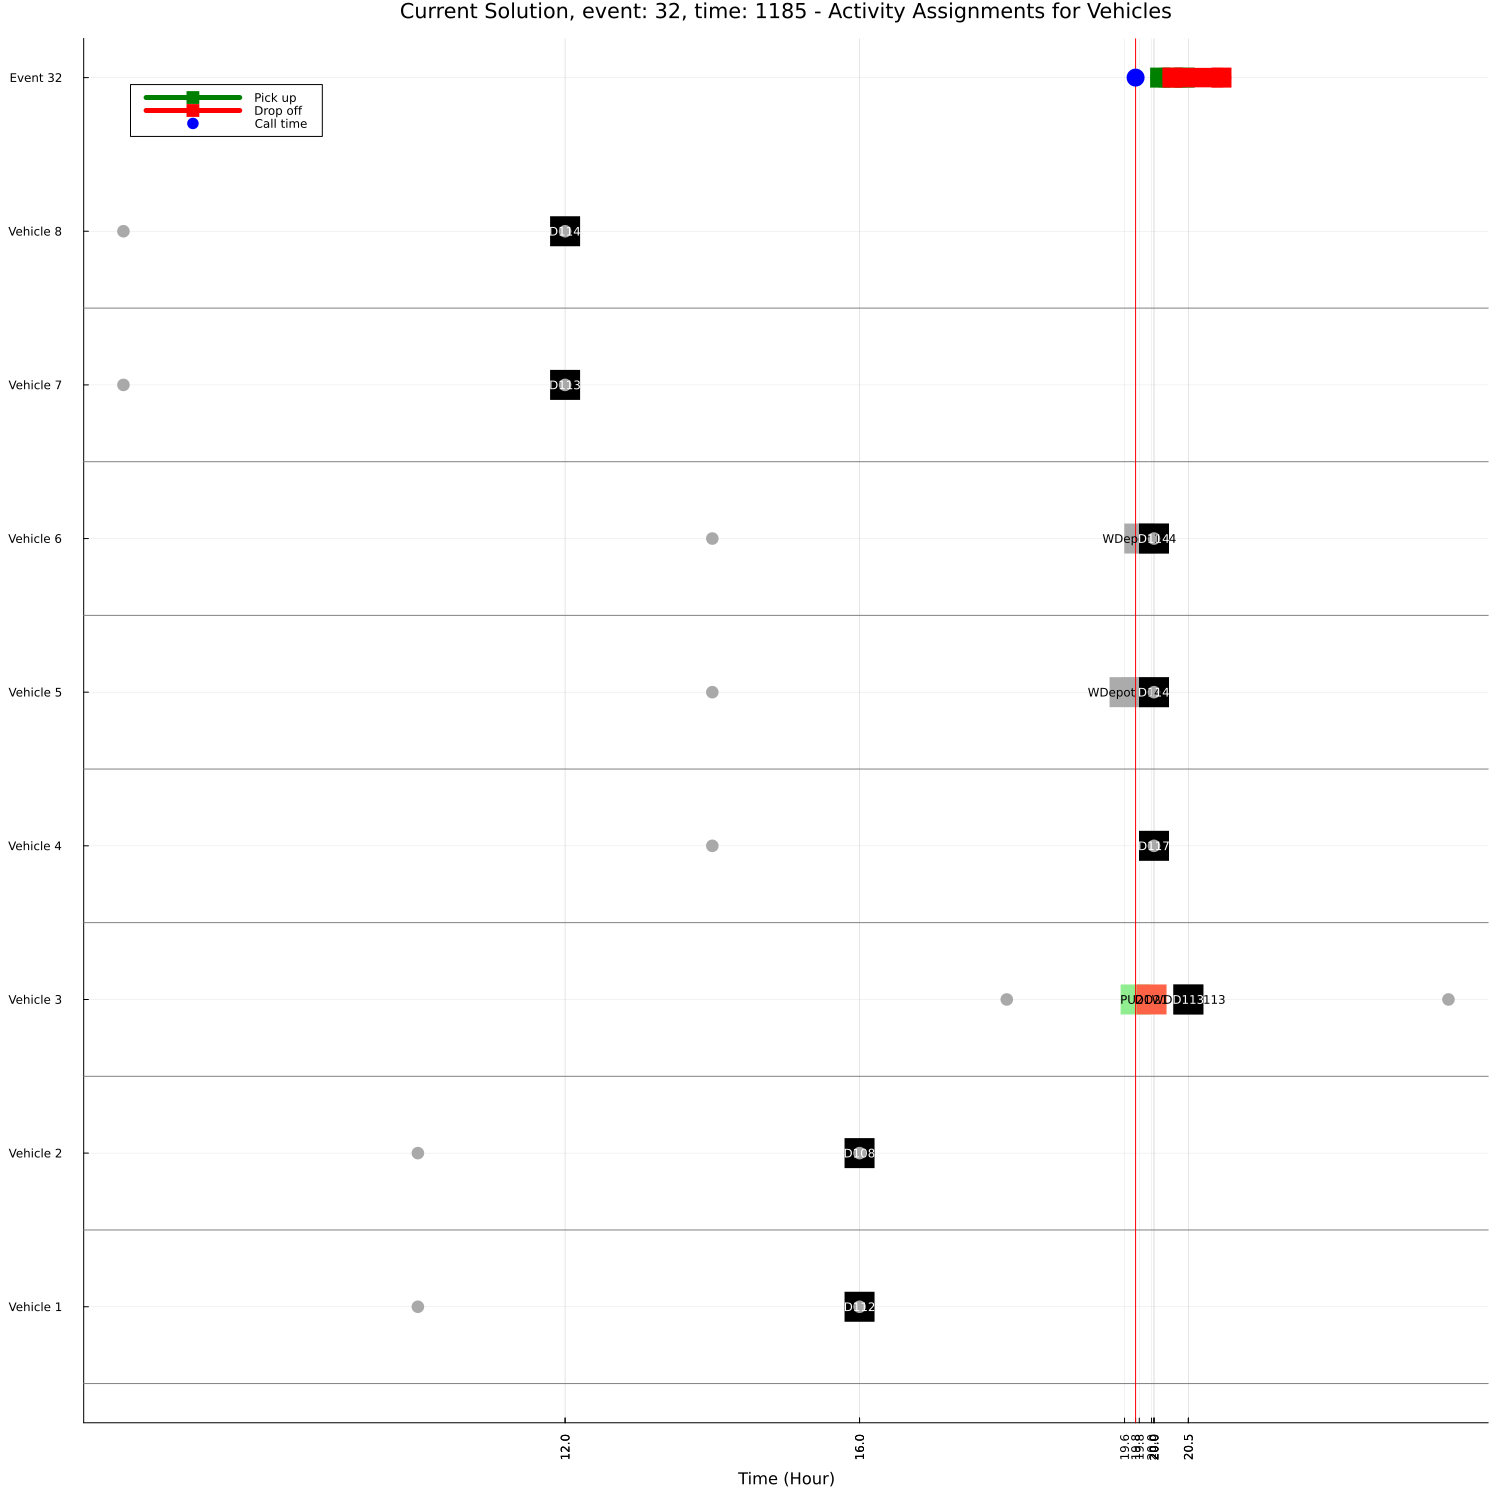 Current Solution, event: 32, time: 1185 - Activity Assignments for Vehicles
Event 32
Pick up
Drop off
Call time
Vehicle 8
D114
Vehicle 7
D113
Vehicle 6
Vehicle 5
WDepot
Vehicle 4
D117
Vehicle 3
D113
Vehicle 2
D108
Vehicle 1
D112
12.0
16.0
19.6
20.0
20.5
Time (Hour)